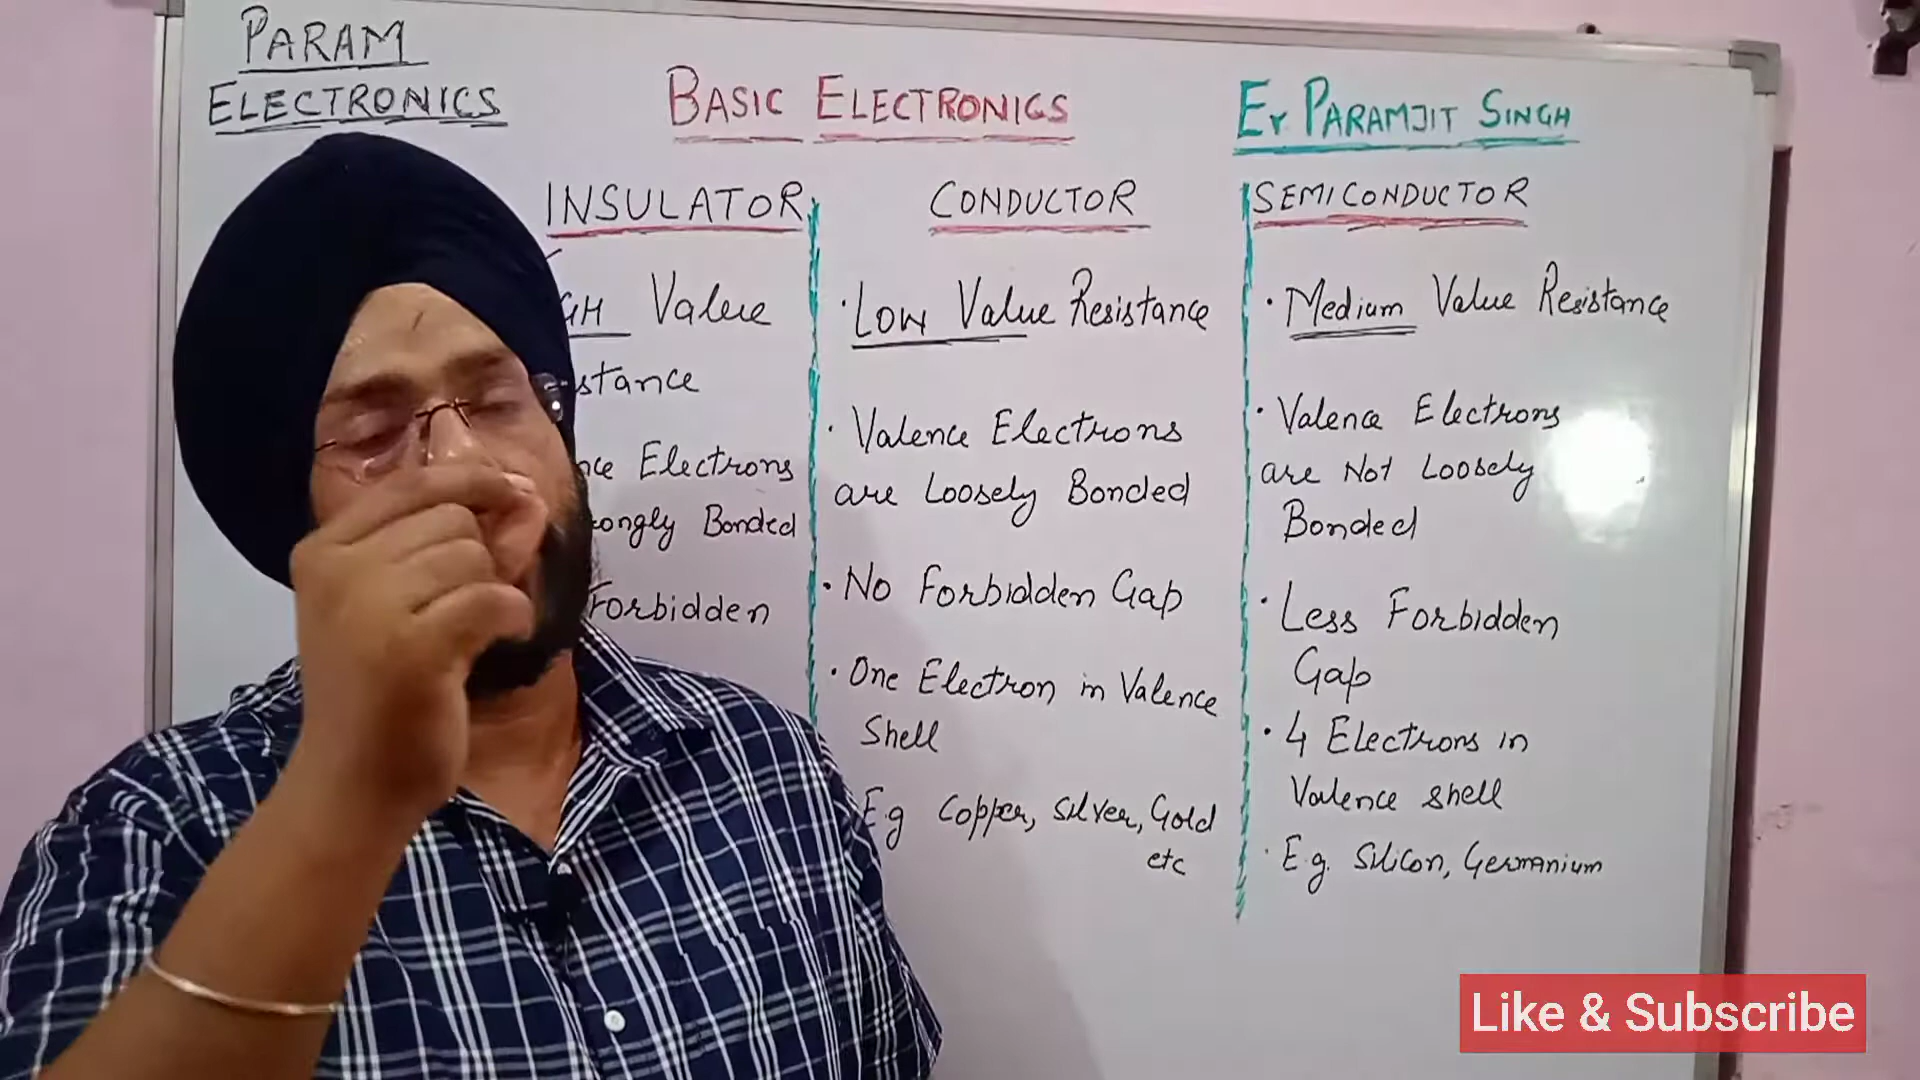 PARAM
ELECTRONICS
BASIC ELECTRONICS
Er PARAMJIT SINGH
INSULATOR
Value
Electrons
Bonded
Forbidden
CONDUCTOR
· Low Value Resistance
· Valence Electrons
are Loosely Bonded
· No Forbidden Gap
· One Electron in Valence
Shell
E.g Copper, Silver, Gold
etc
SEMICONDUCTOR
· Medium Value Resistance
· Valence Electrons
are Not Loosely
Bonded
· Less Forbidden
Gap
· 4 Electrons in
Valence shell
· E.g. Silicon, Germanium
Like & Subscribe